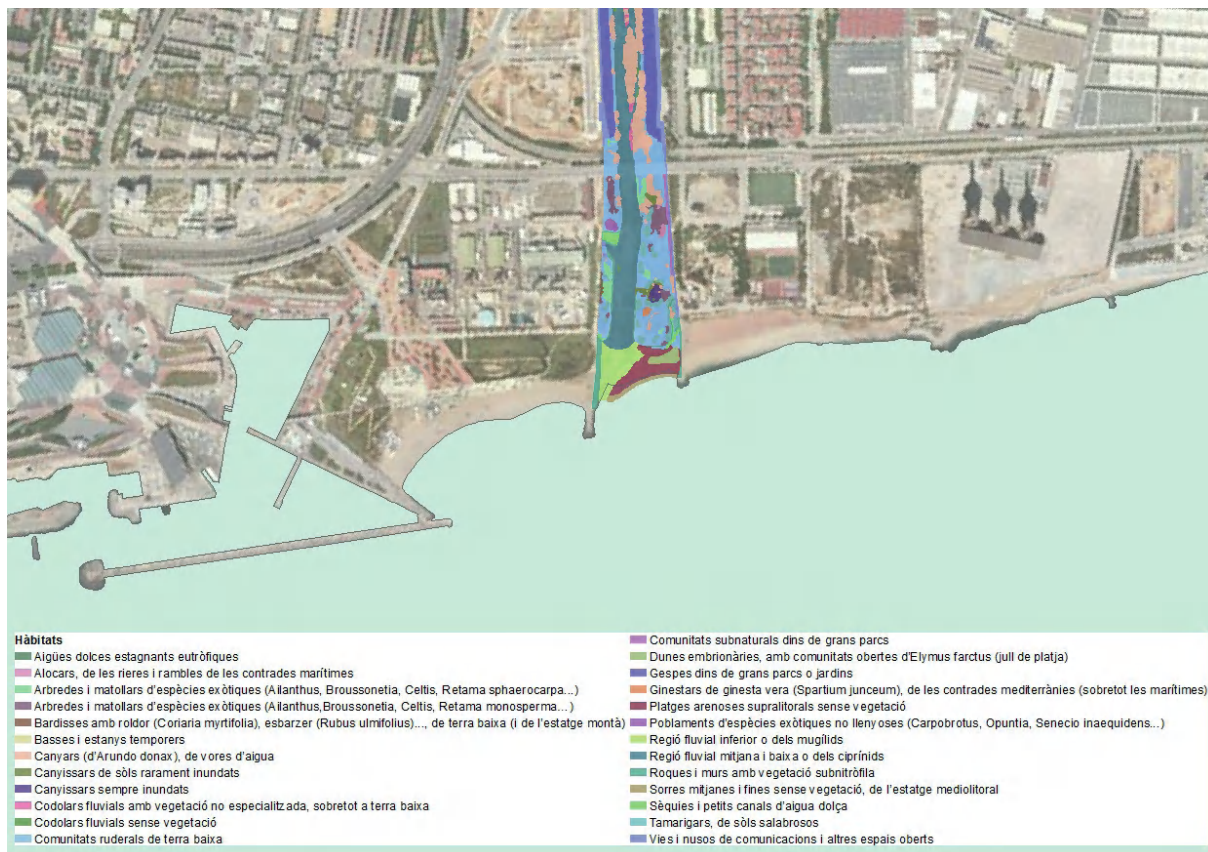 Hàbitats
Aigües dolces estagnants eutròfiques
Alocars, de les rieres i rambles de les contrades marítimes
Arbredes i matollars d'espècies exòtiques (Ailanthus, Broussonetia, Celtis, Retama sphaerocarpa...)
Arbredes i matollars d'espècies exòtiques (Ailanthus,Broussonetia, Celtis, Retama monosperma...)
Bardisses amb roldor (Coriaria myrtifolia), esbarzer (Rubus ulmifolius)..., de terra baixa (i de l'estatge montà)
Basses i estanys temporers
Canyars (d'Arundo donax), de vores d'aigua
Canyissars de sòls rarament inundats
Canyissars sempre inundats
Codolars fluvials amb vegetació no especialitzada, sobretot a terra baixa
Codolars fluvials sense vegetació
Comunitats ruderals de terra baixa
Comunitats subnaturals dins de grans parcs
Dunes embrionàries, amb comunitats obertes d'Elymus farctus (jull de platja)
Gespes dins de grans parcs o jardins
Ginestars de ginesta vera (Spartium junceum), de les contrades mediterrànies (sobretot les marítimes)
Platges arenoses supralitorals sense vegetació
Poblaments d'espècies exòtiques no llenyoses (Carpobrotus, Opuntia, Senecio inaequidens...)
Regió fluvial inferior o dels mugílids
Regió fluvial mitjana i baixa o dels ciprínids
Roques i murs amb vegetació subnitròfila
Sorres mitjanes i fines sense vegetació, de l'estatge mediolitoral
Sèquies i petits canals d'aigua dolça
Tamarigars, de sòls salabrosos
Vies i nusos de comunicacions i altres espais oberts